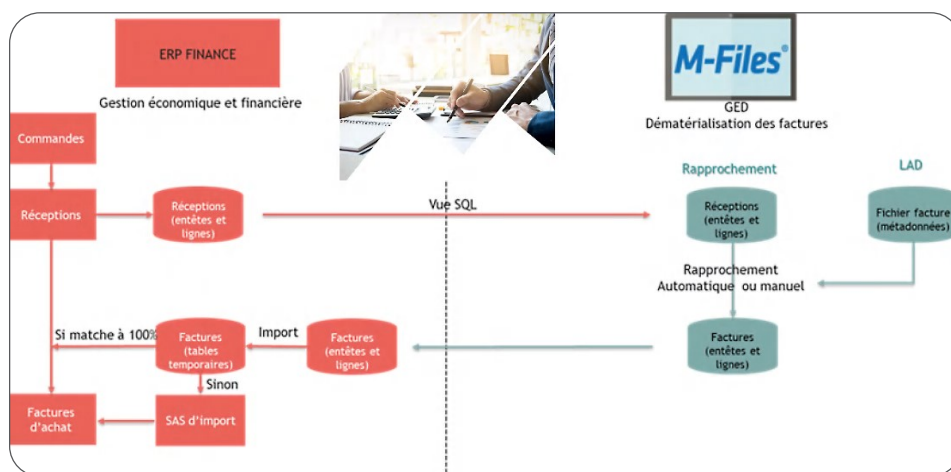 ERP FINANCE
Gestion économique et financière
M-Files®
GED
Dématérialisation des factures
Commandes
Réceptions
Réceptions
(entêtes et
lignes)
Vue SQL
Rapprochement
Réceptions
(entêtes et
lignes)
LAD
Fichier facture
(métadonnées)
Rapprochement
Automatique ou manuel
Si matche à 100%
Factures
(tables
temporaires)
Import
Factures
(entêtes et
lignes)
Factures
(entêtes et
lignes)
Sinon
Factures
d'achat
SAS d'import